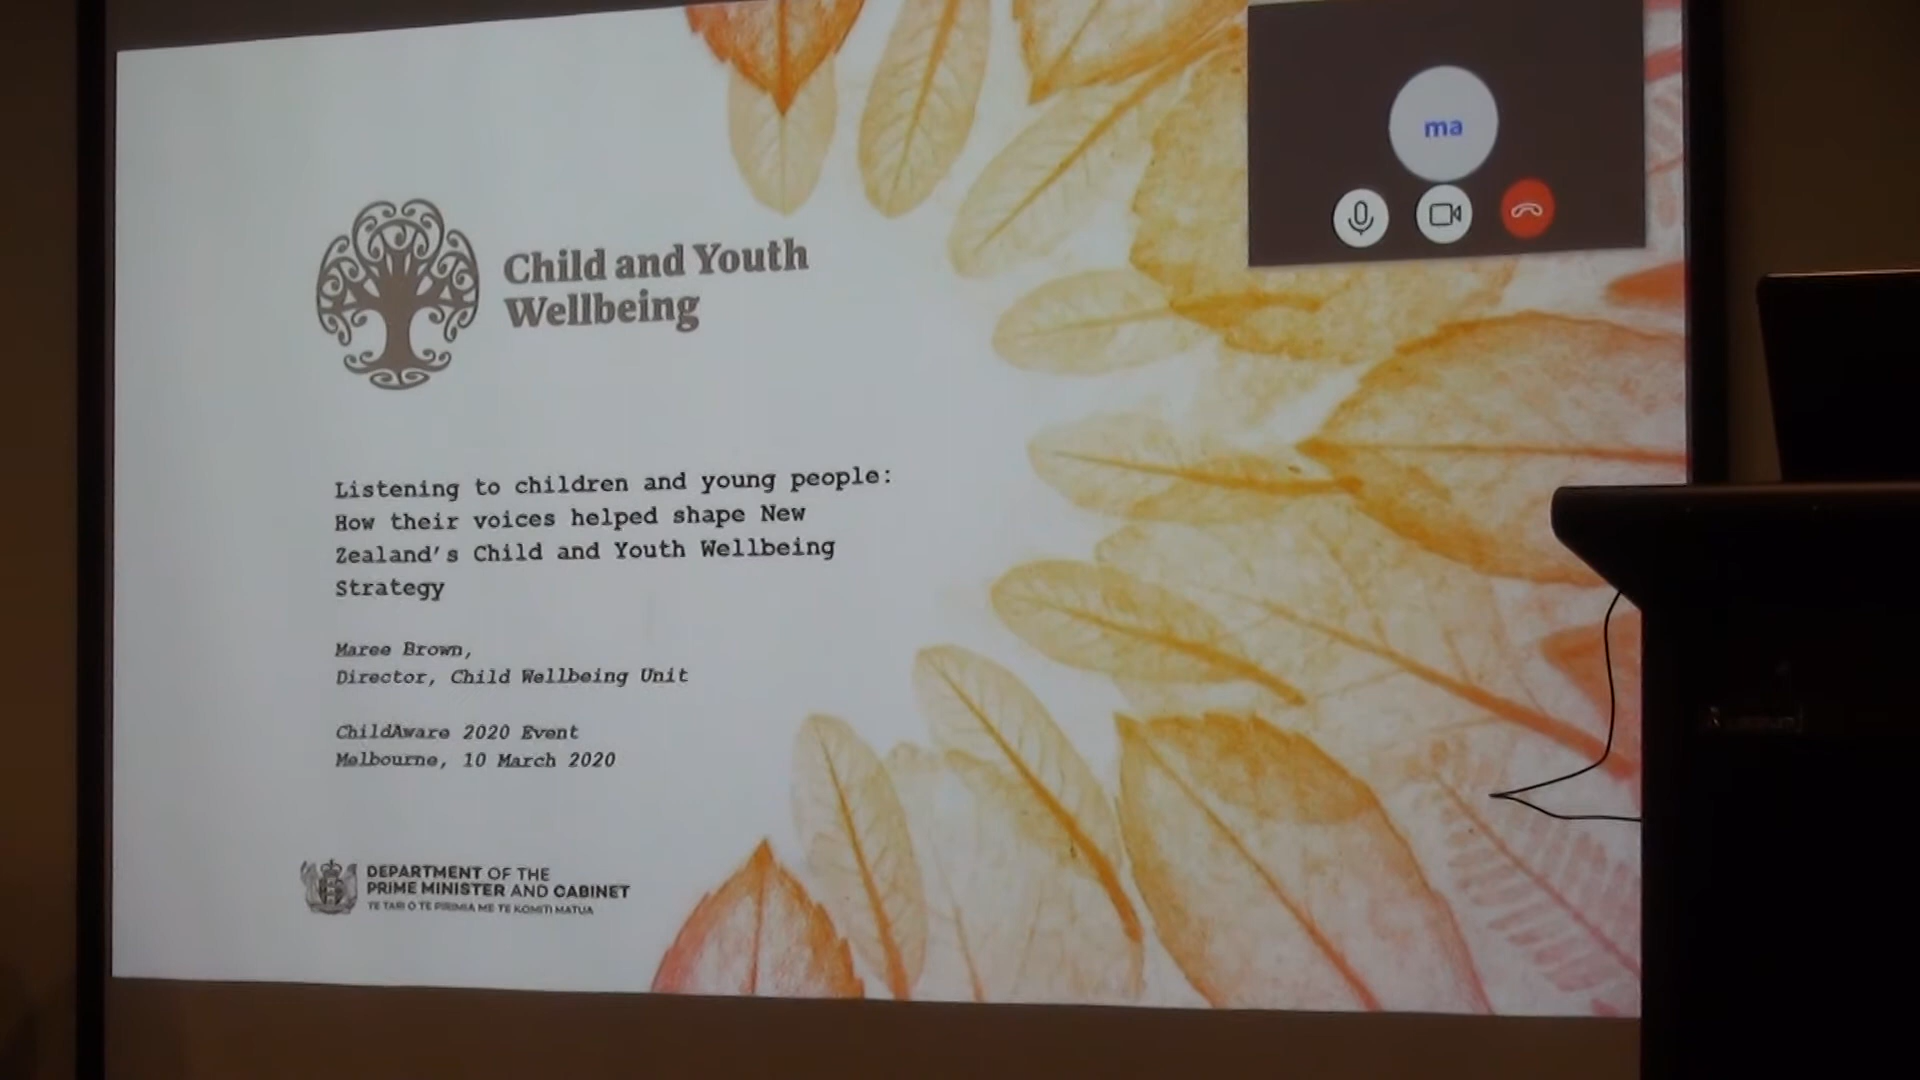 Child and Youth
Wellbeing
ma
Listening to children and young people:
How their voices helped shape New
Zealand's Child and Youth Wellbeing
Strategy
Maree Brown,
Director, Child Wellbeing Unit
ChildAware 2020 Event
Melbourne, 10 March 2020
DEPARTMENT OF THE
PRIME MINISTER AND CABINET
TE TARI O TE PIRIMIA ME TE KOMITI MATUA